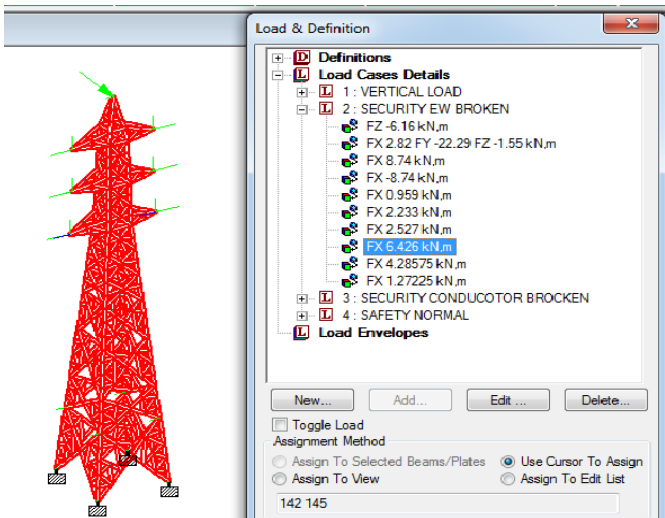 Load & Definition
Definitions
Load Cases Details
1 : VERTICAL LOAD
2 : SECURITY EW BROKEN
FZ -6.16 kN,m
FX 2.82 FY -22.29 FZ -1.55 kN,m
FX 8.74 kN,m
FX -8.74 kN,m
FX 0.959 kN,m
FX 2.233 kN,m
FX 2.527 kN,m
FX 6.426 kN,m
FX 4.28575 kN,m
FX 1.27225 kN,m
3 : SECURITY CONDUCOTOR BROCKEN
4 : SAFETY NORMAL
Load Envelopes
New... Add... Edit ... Delete...
Toggle Load
Assignment Method
Assign To Selected Beams/Plates Use Cursor To Assign
Assign To View Assign To Edit List
142 145